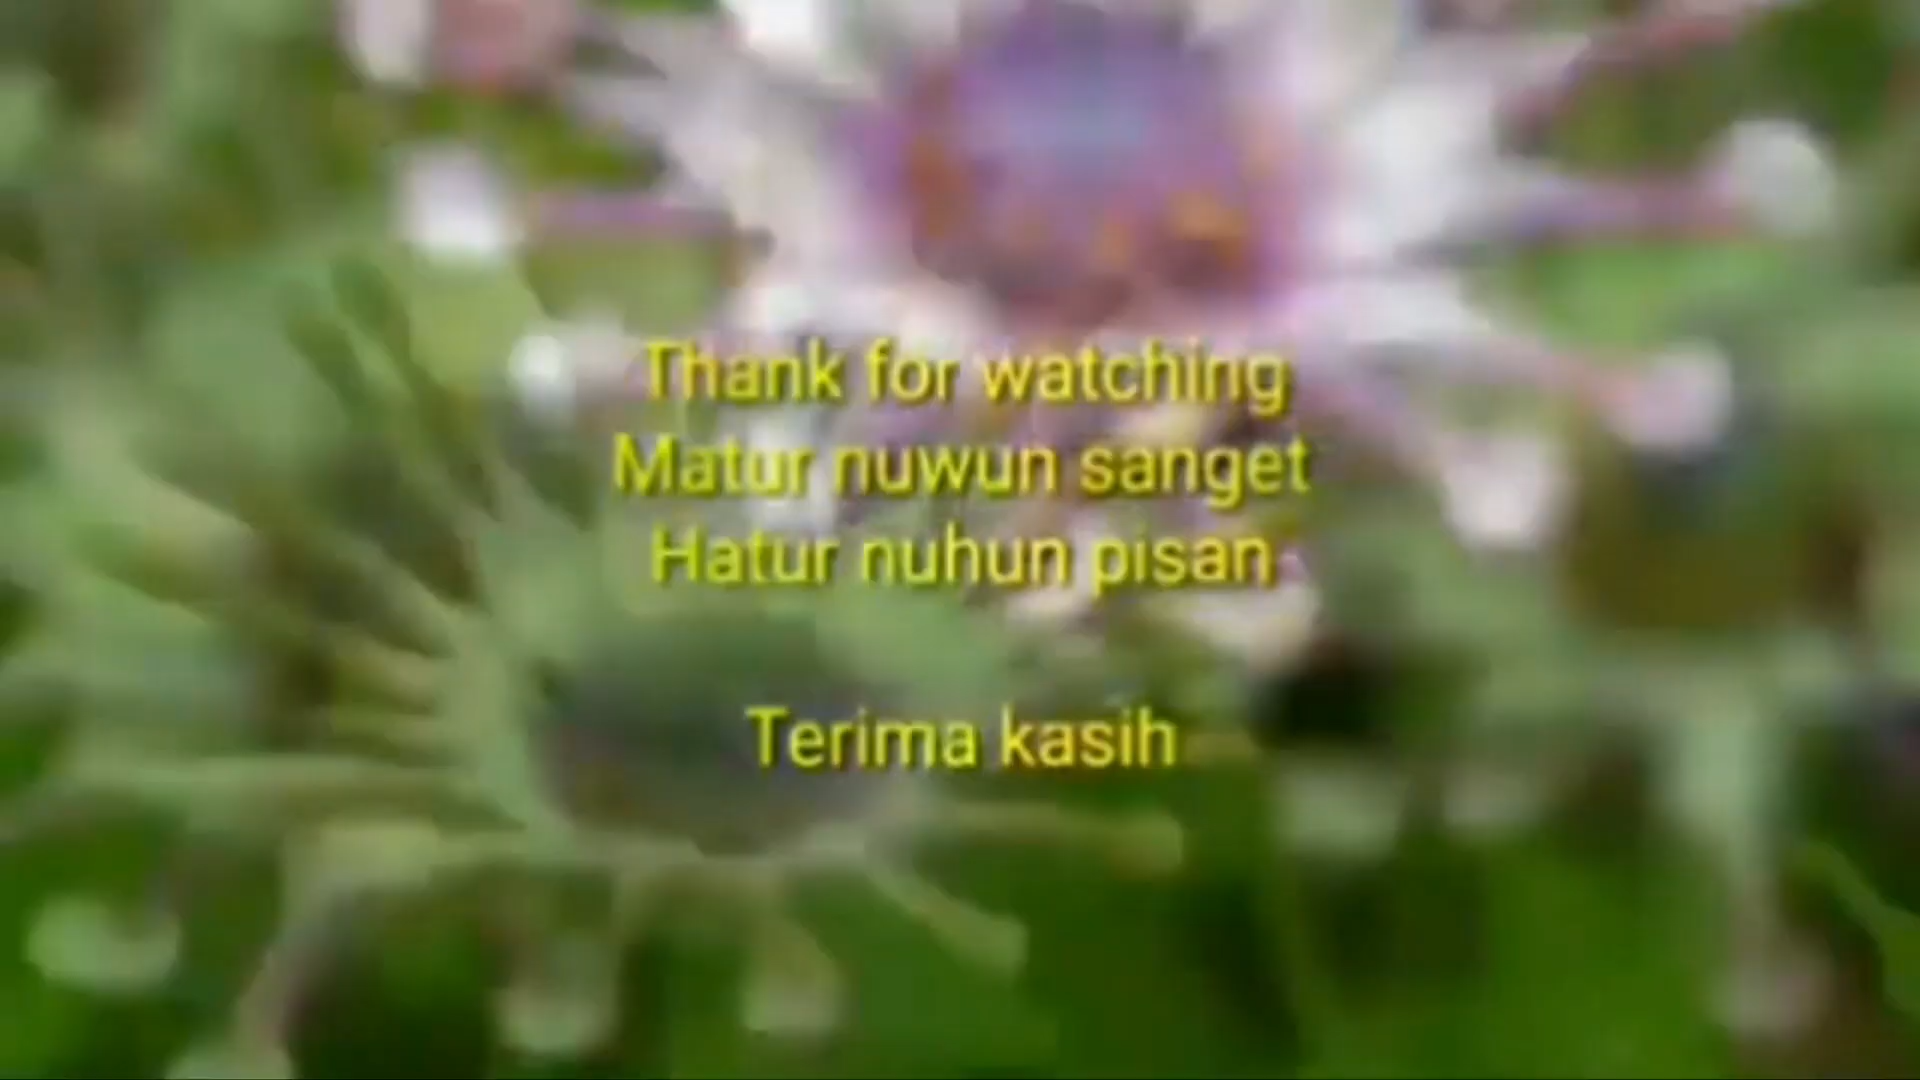 Thank for watching
Matur nuwun sanget
Hatur nuhun pisan
Terima kasih